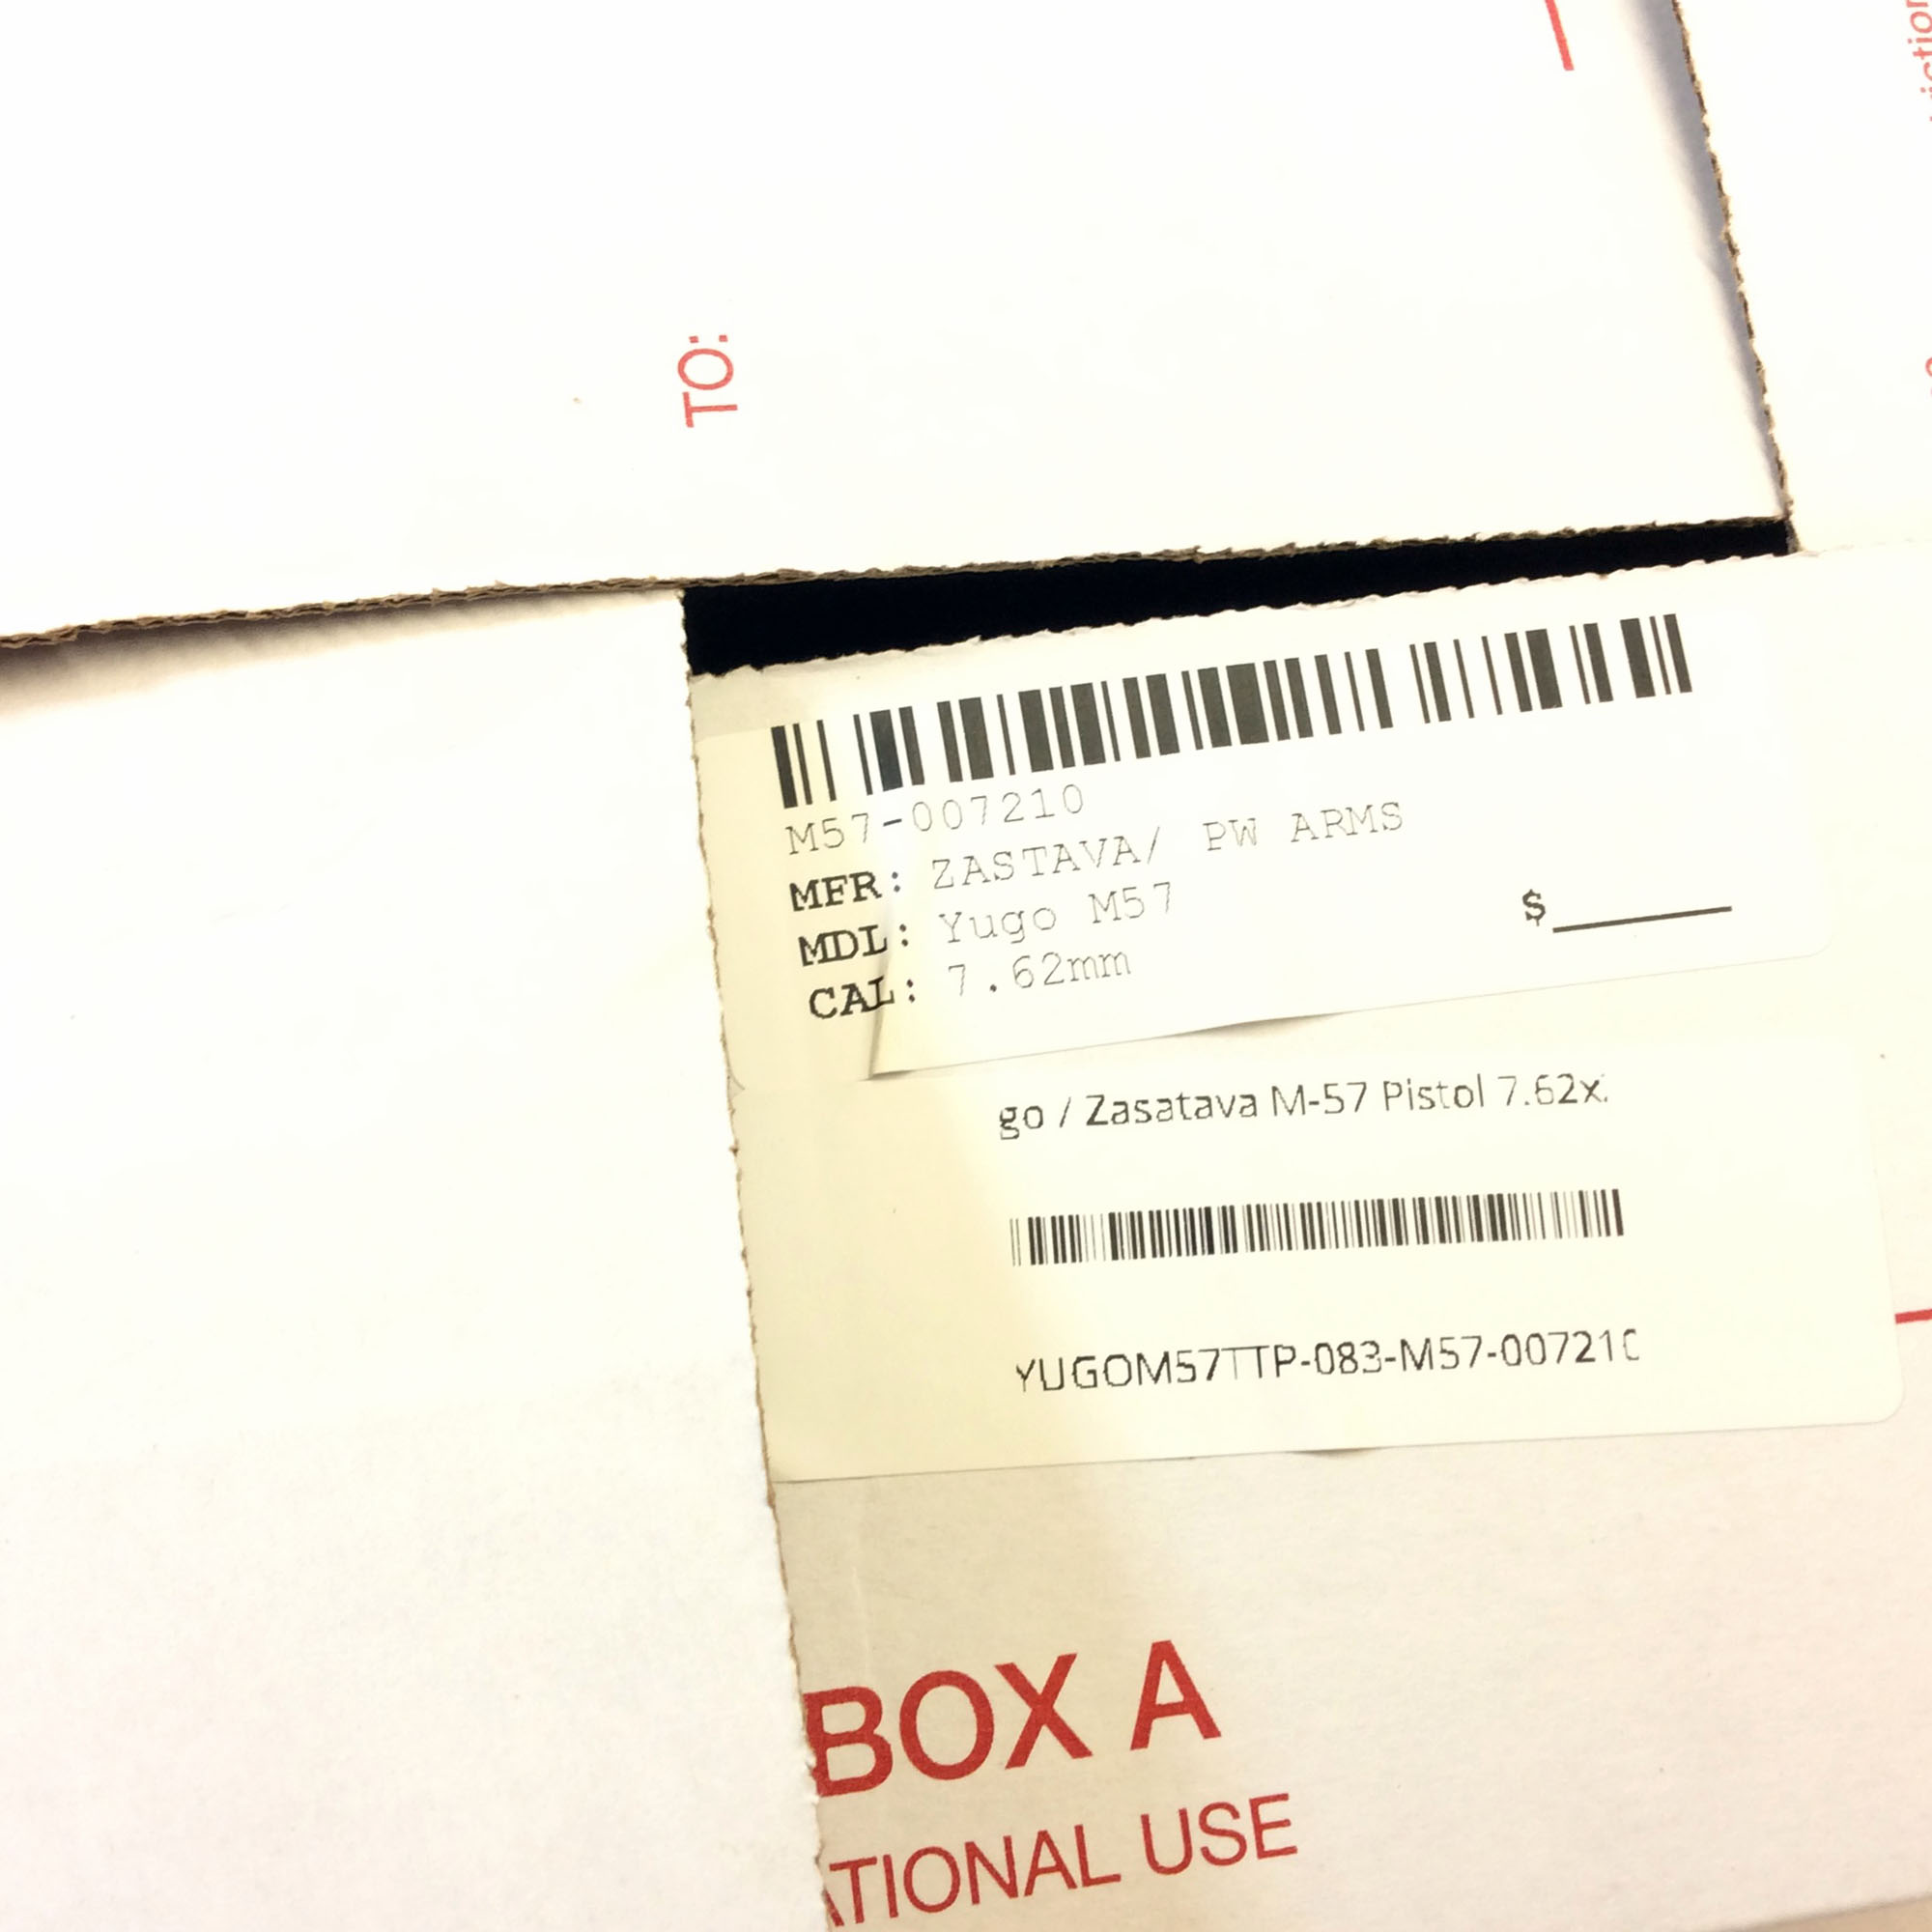 TO:
M57-007210
MFR: ZASTAVA/ PW ARMS
MDL: Yugo M57
$
CAL: 7.62mm
go / Zasatava M-57 Pistol 7.62x
YUGOM57TTP-083-M57-007210
BOX A
ATIONAL USE